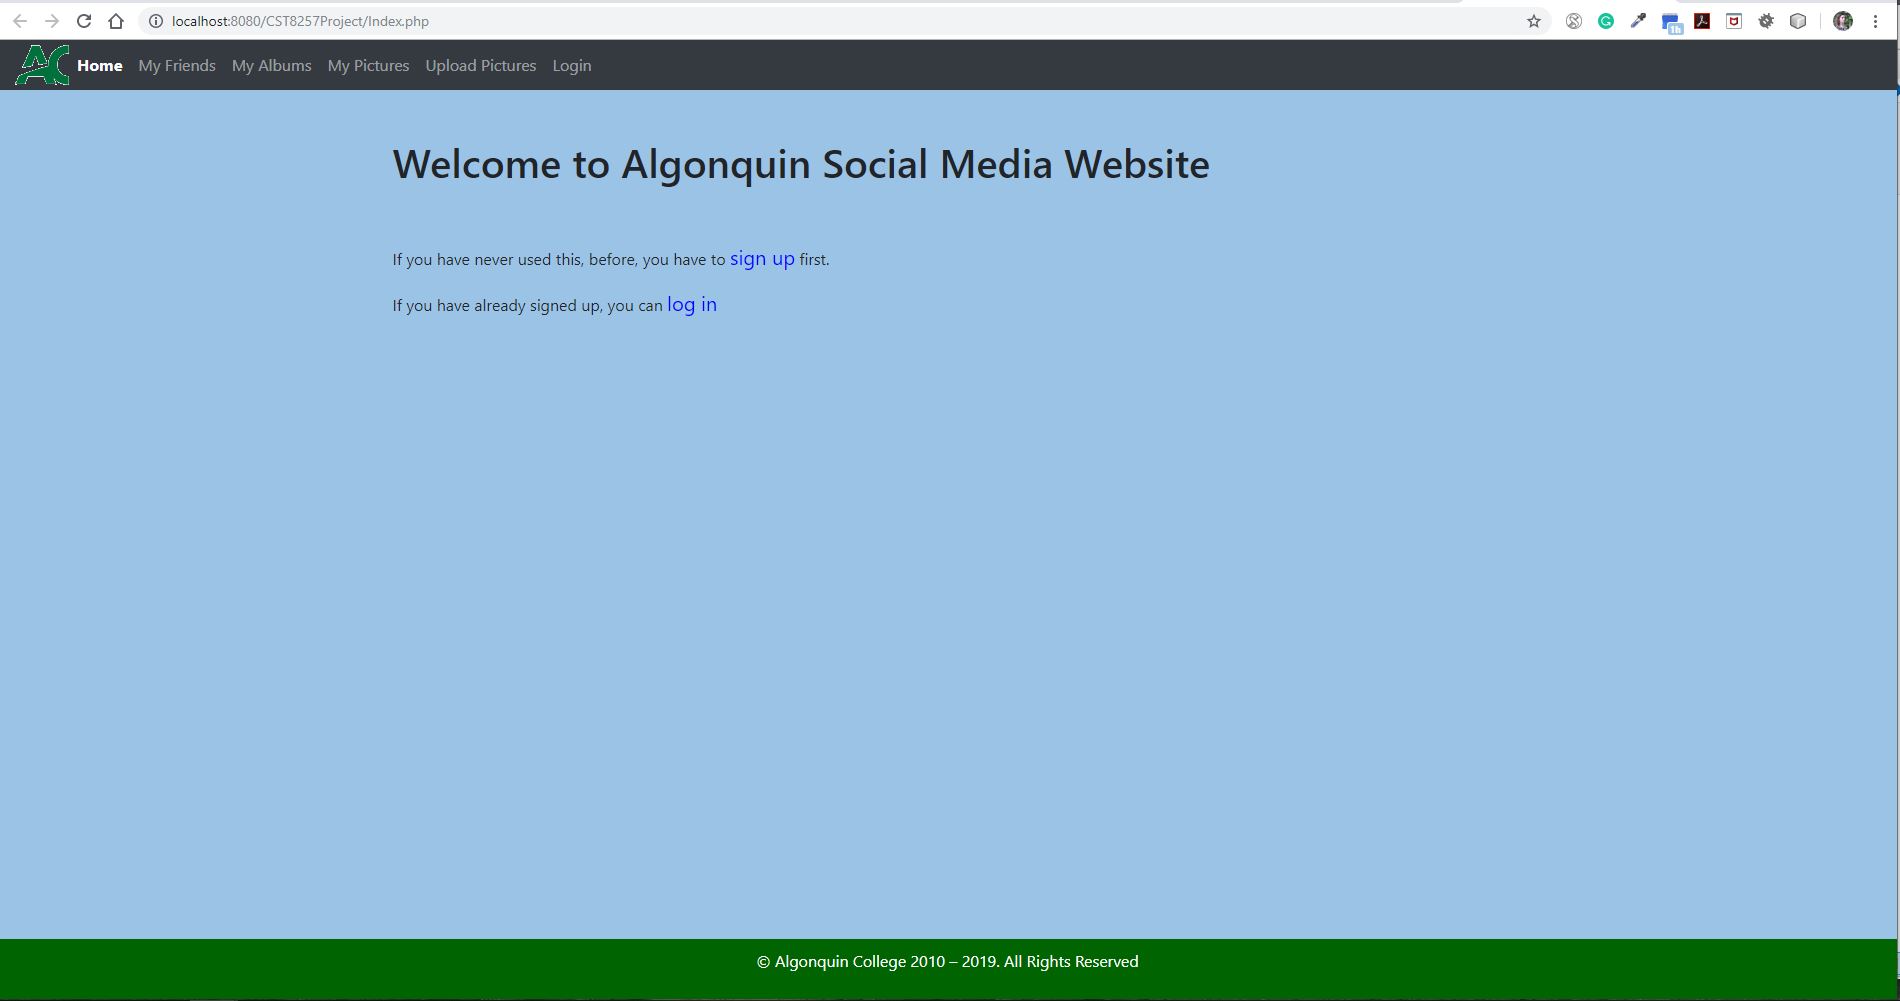 localhost:8080/CST8257Project/Index.php
1h
AC Home My Friends My Albums My Pictures Upload Pictures Login
Welcome to Algonquin Social Media Website
If you have never used this, before, you have to sign up first.
If you have already signed up, you can log in
© Algonquin College 2010 – 2019. All Rights Reserved